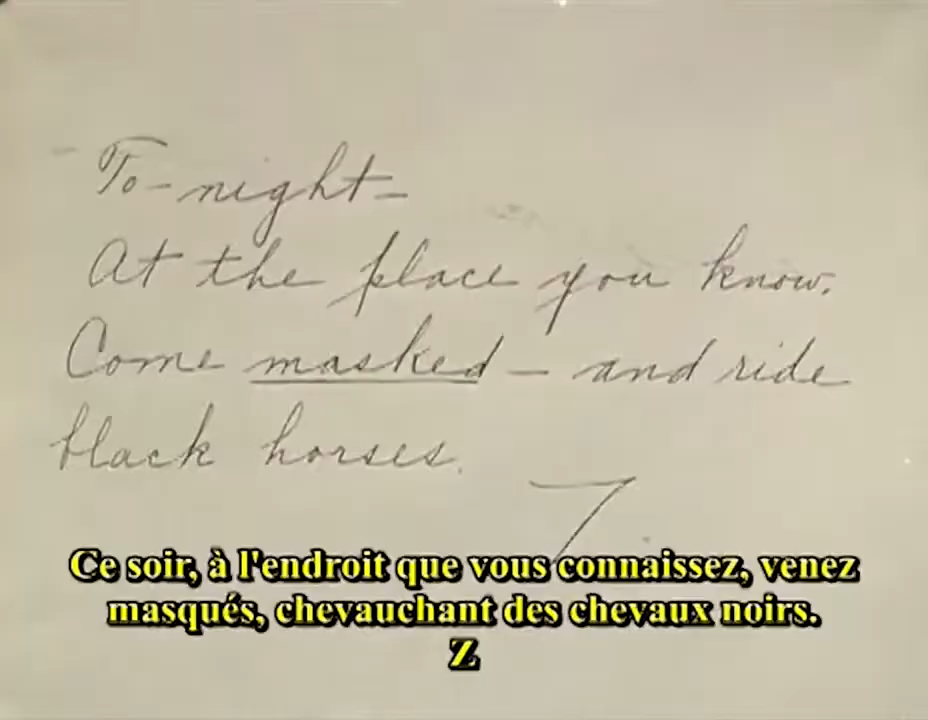 To-night-
At the place you know.
Come masked - and ride
black horses.
Z
Ce soir, à l'endroit que vous connaissez, venez
masqués, chevauchant des chevaux noirs.
Z